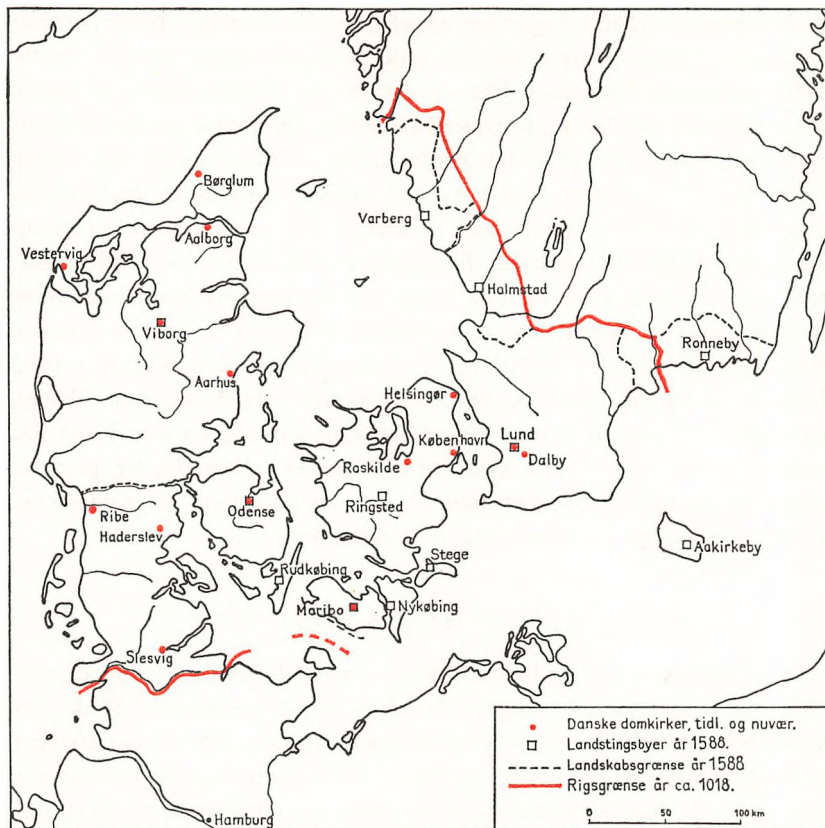 Børglum
Aalborg
Varberg
Vestervig
Halmstad
Viborg
Ronneby
Aarhus
Helsingør
København
Lund
Dalby
Roskilde
Ringsted
Odense
Ribe
Haderslev
Aakirkeby
Stege
Rudkøbing
Maribo
Nykøbing
Slesvig
Danske domkirker, tidl. og nuvær.
Landstingsbyer år 1588.
Landskabsgrænse år 1588
Rigsgrænse år ca. 1018.
0 50 100 km
Hamburg